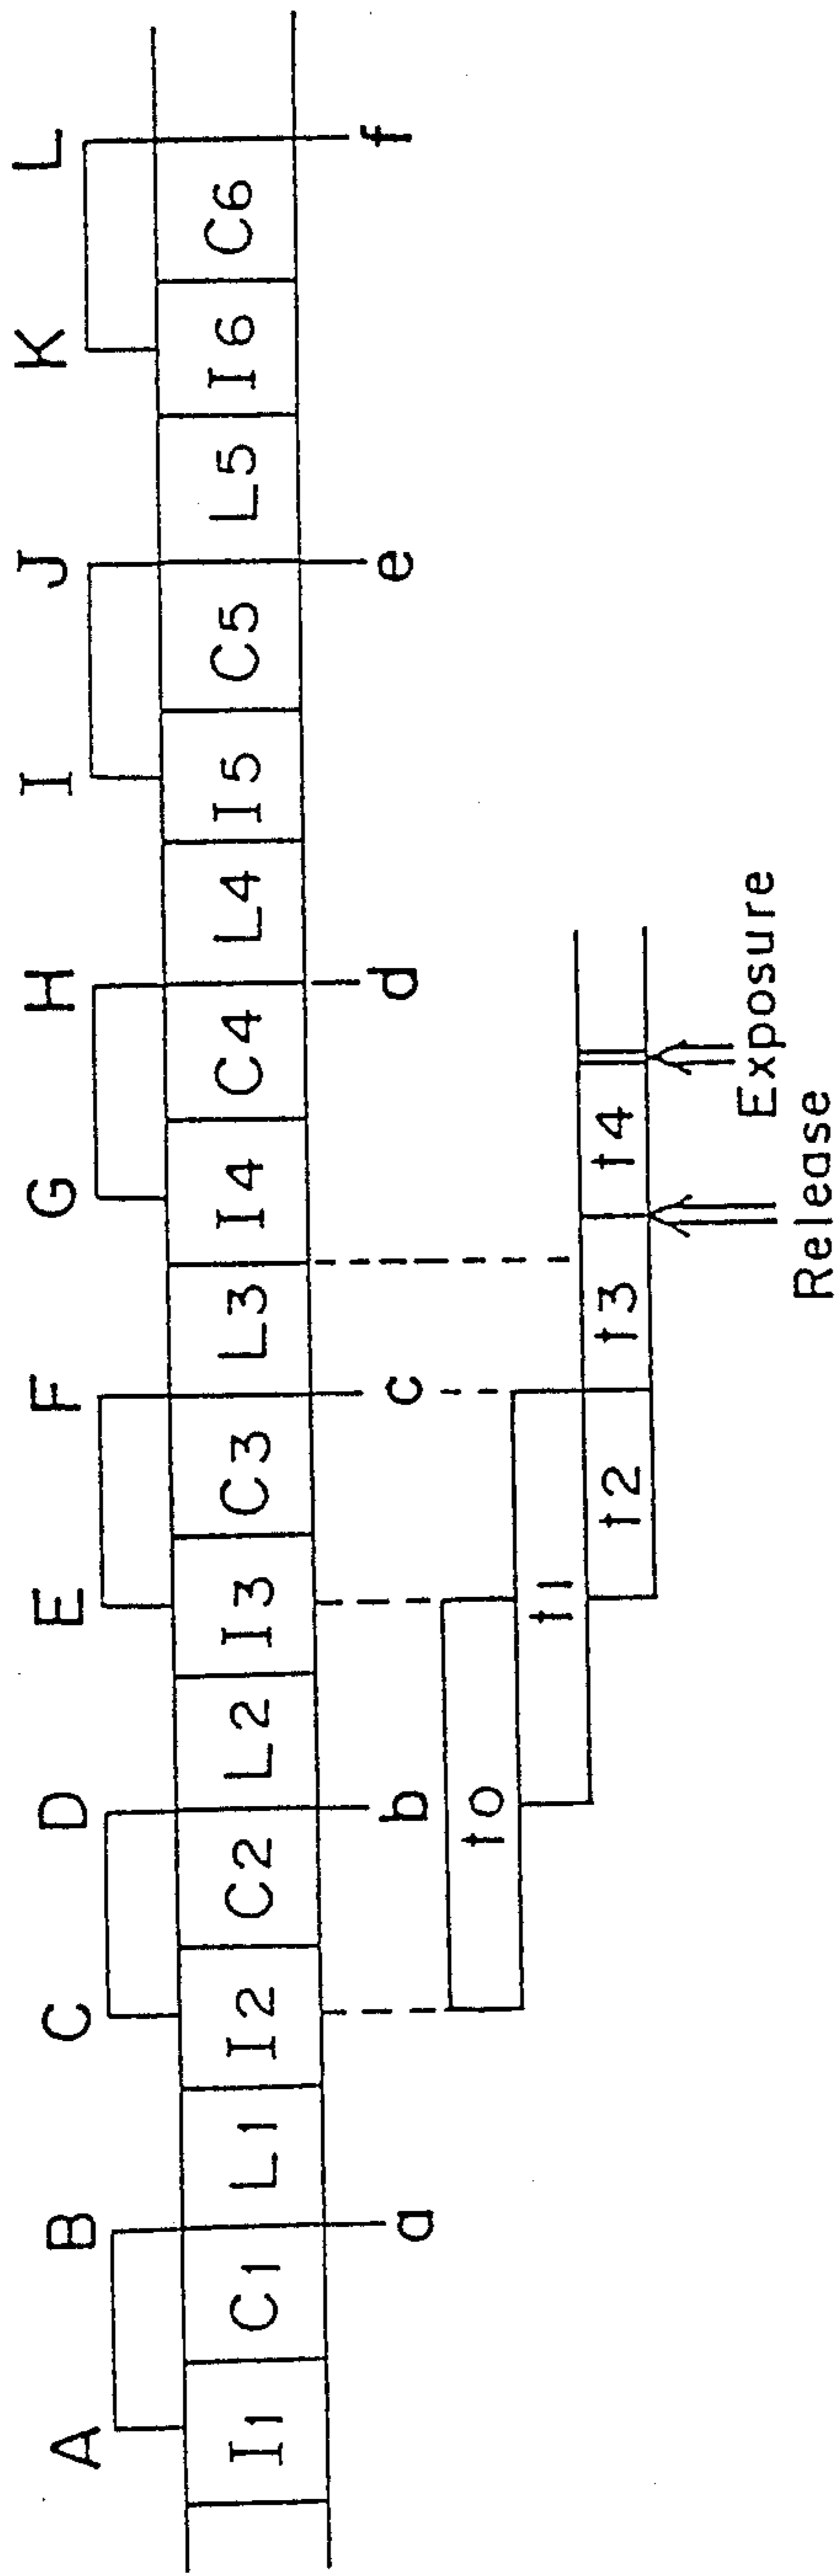 A B C D E F G H I J K L
I1 C1 L1 I2 C2 L2 I3 C3 L3 I4 C4 L4 I5 C5 L5 I6 C6
a b c d e f
t0
t1
t2 t3 t4
Release Exposure